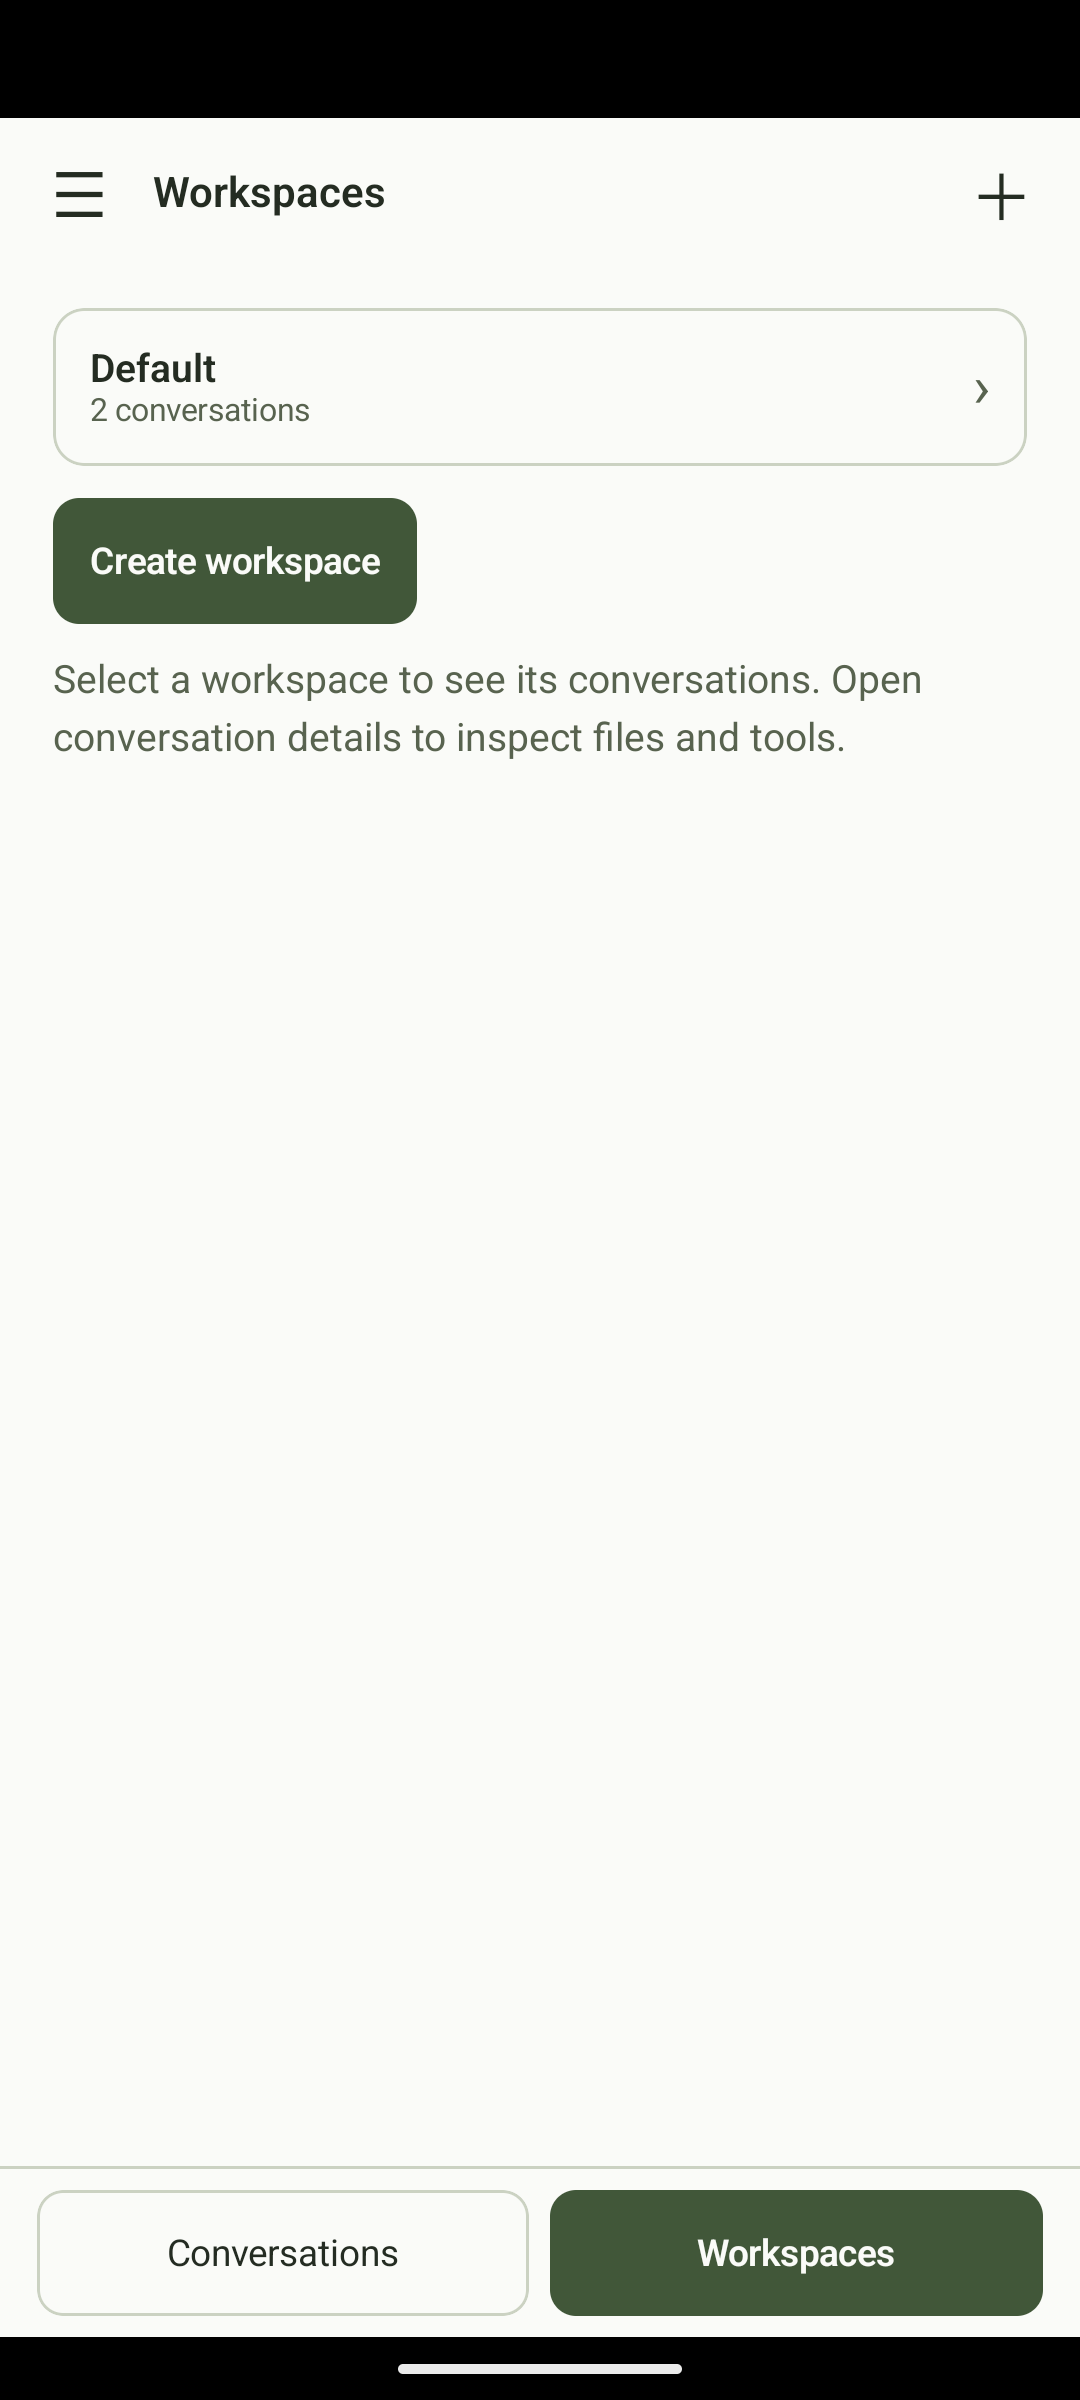 Workspaces
Default
2 conversations
Create workspace
Select a workspace to see its conversations. Open
conversation details to inspect files and tools.
Conversations
Workspaces